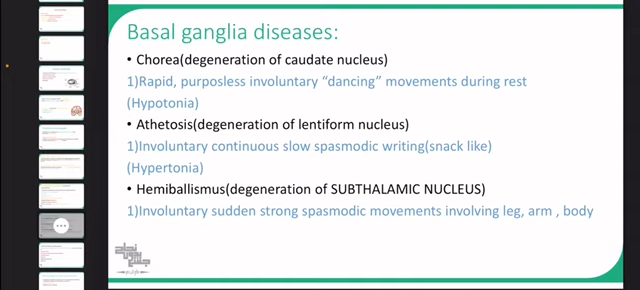 Basal ganglia diseases:
• Chorea(degeneration of caudate nucleus)
1)Rapid, purposless involuntary “dancing” movements during rest
(Hypotonia)
• Athetosis(degeneration of lentiform nucleus)
1)Involuntary continuous slow spasmodic writing(snack like)
(Hypertonia)
• Hemiballismus(degeneration of SUBTHALAMIC NUCLEUS)
1)Involuntary sudden strong spasmodic movements involving leg, arm , body